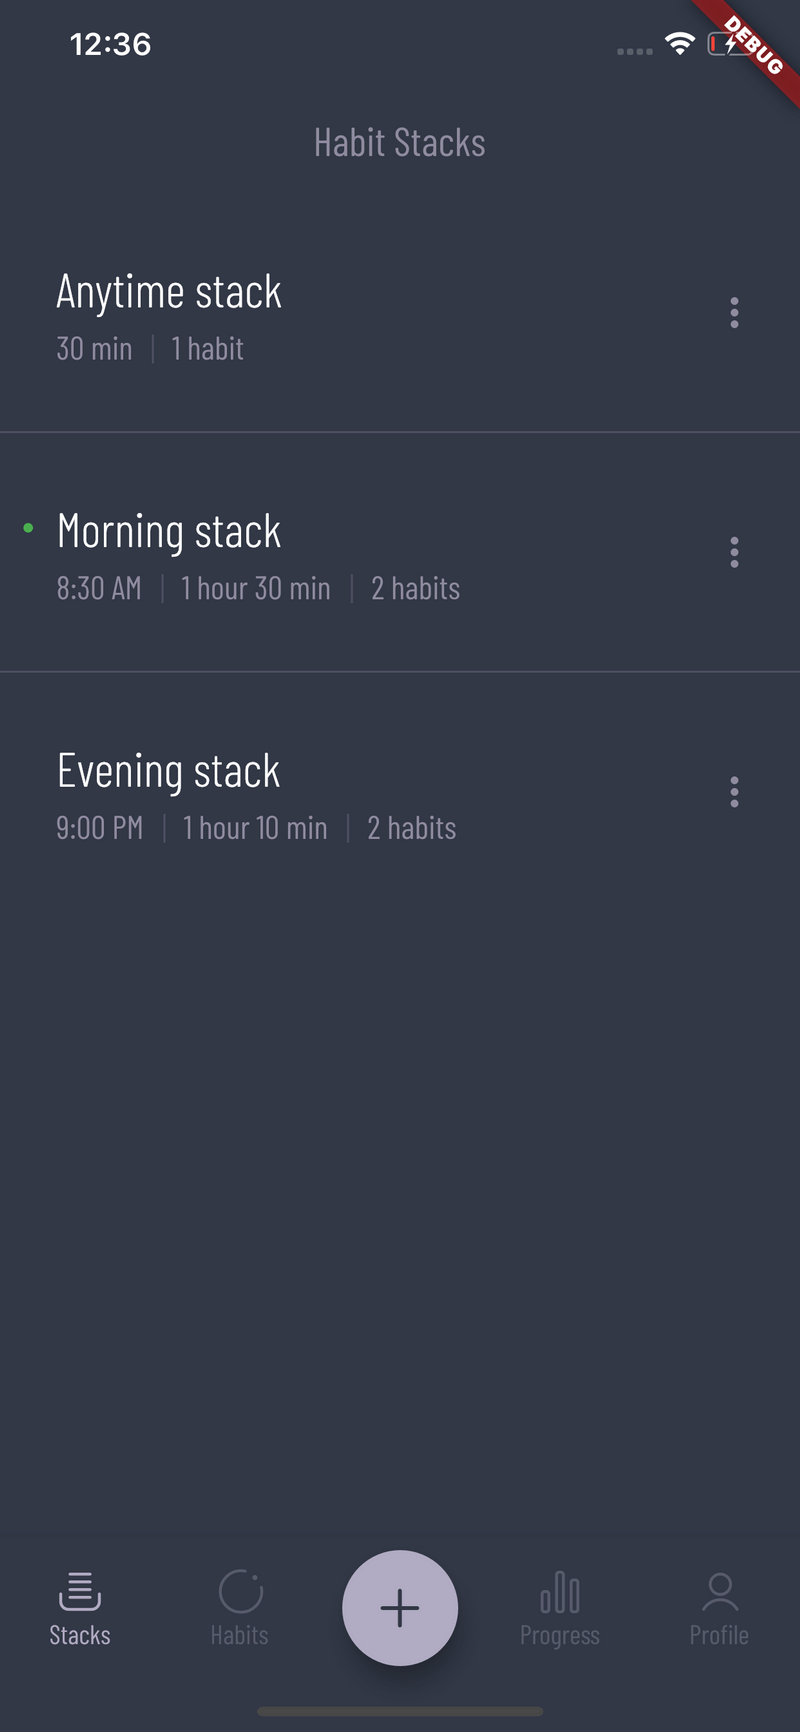 12:36
DEBUG
Habit Stacks
Anytime stack
30 min | 1 habit
Morning stack
8:30 AM | 1 hour 30 min | 2 habits
Evening stack
9:00 PM | 1 hour 10 min | 2 habits
Stacks Habits Progress Profile